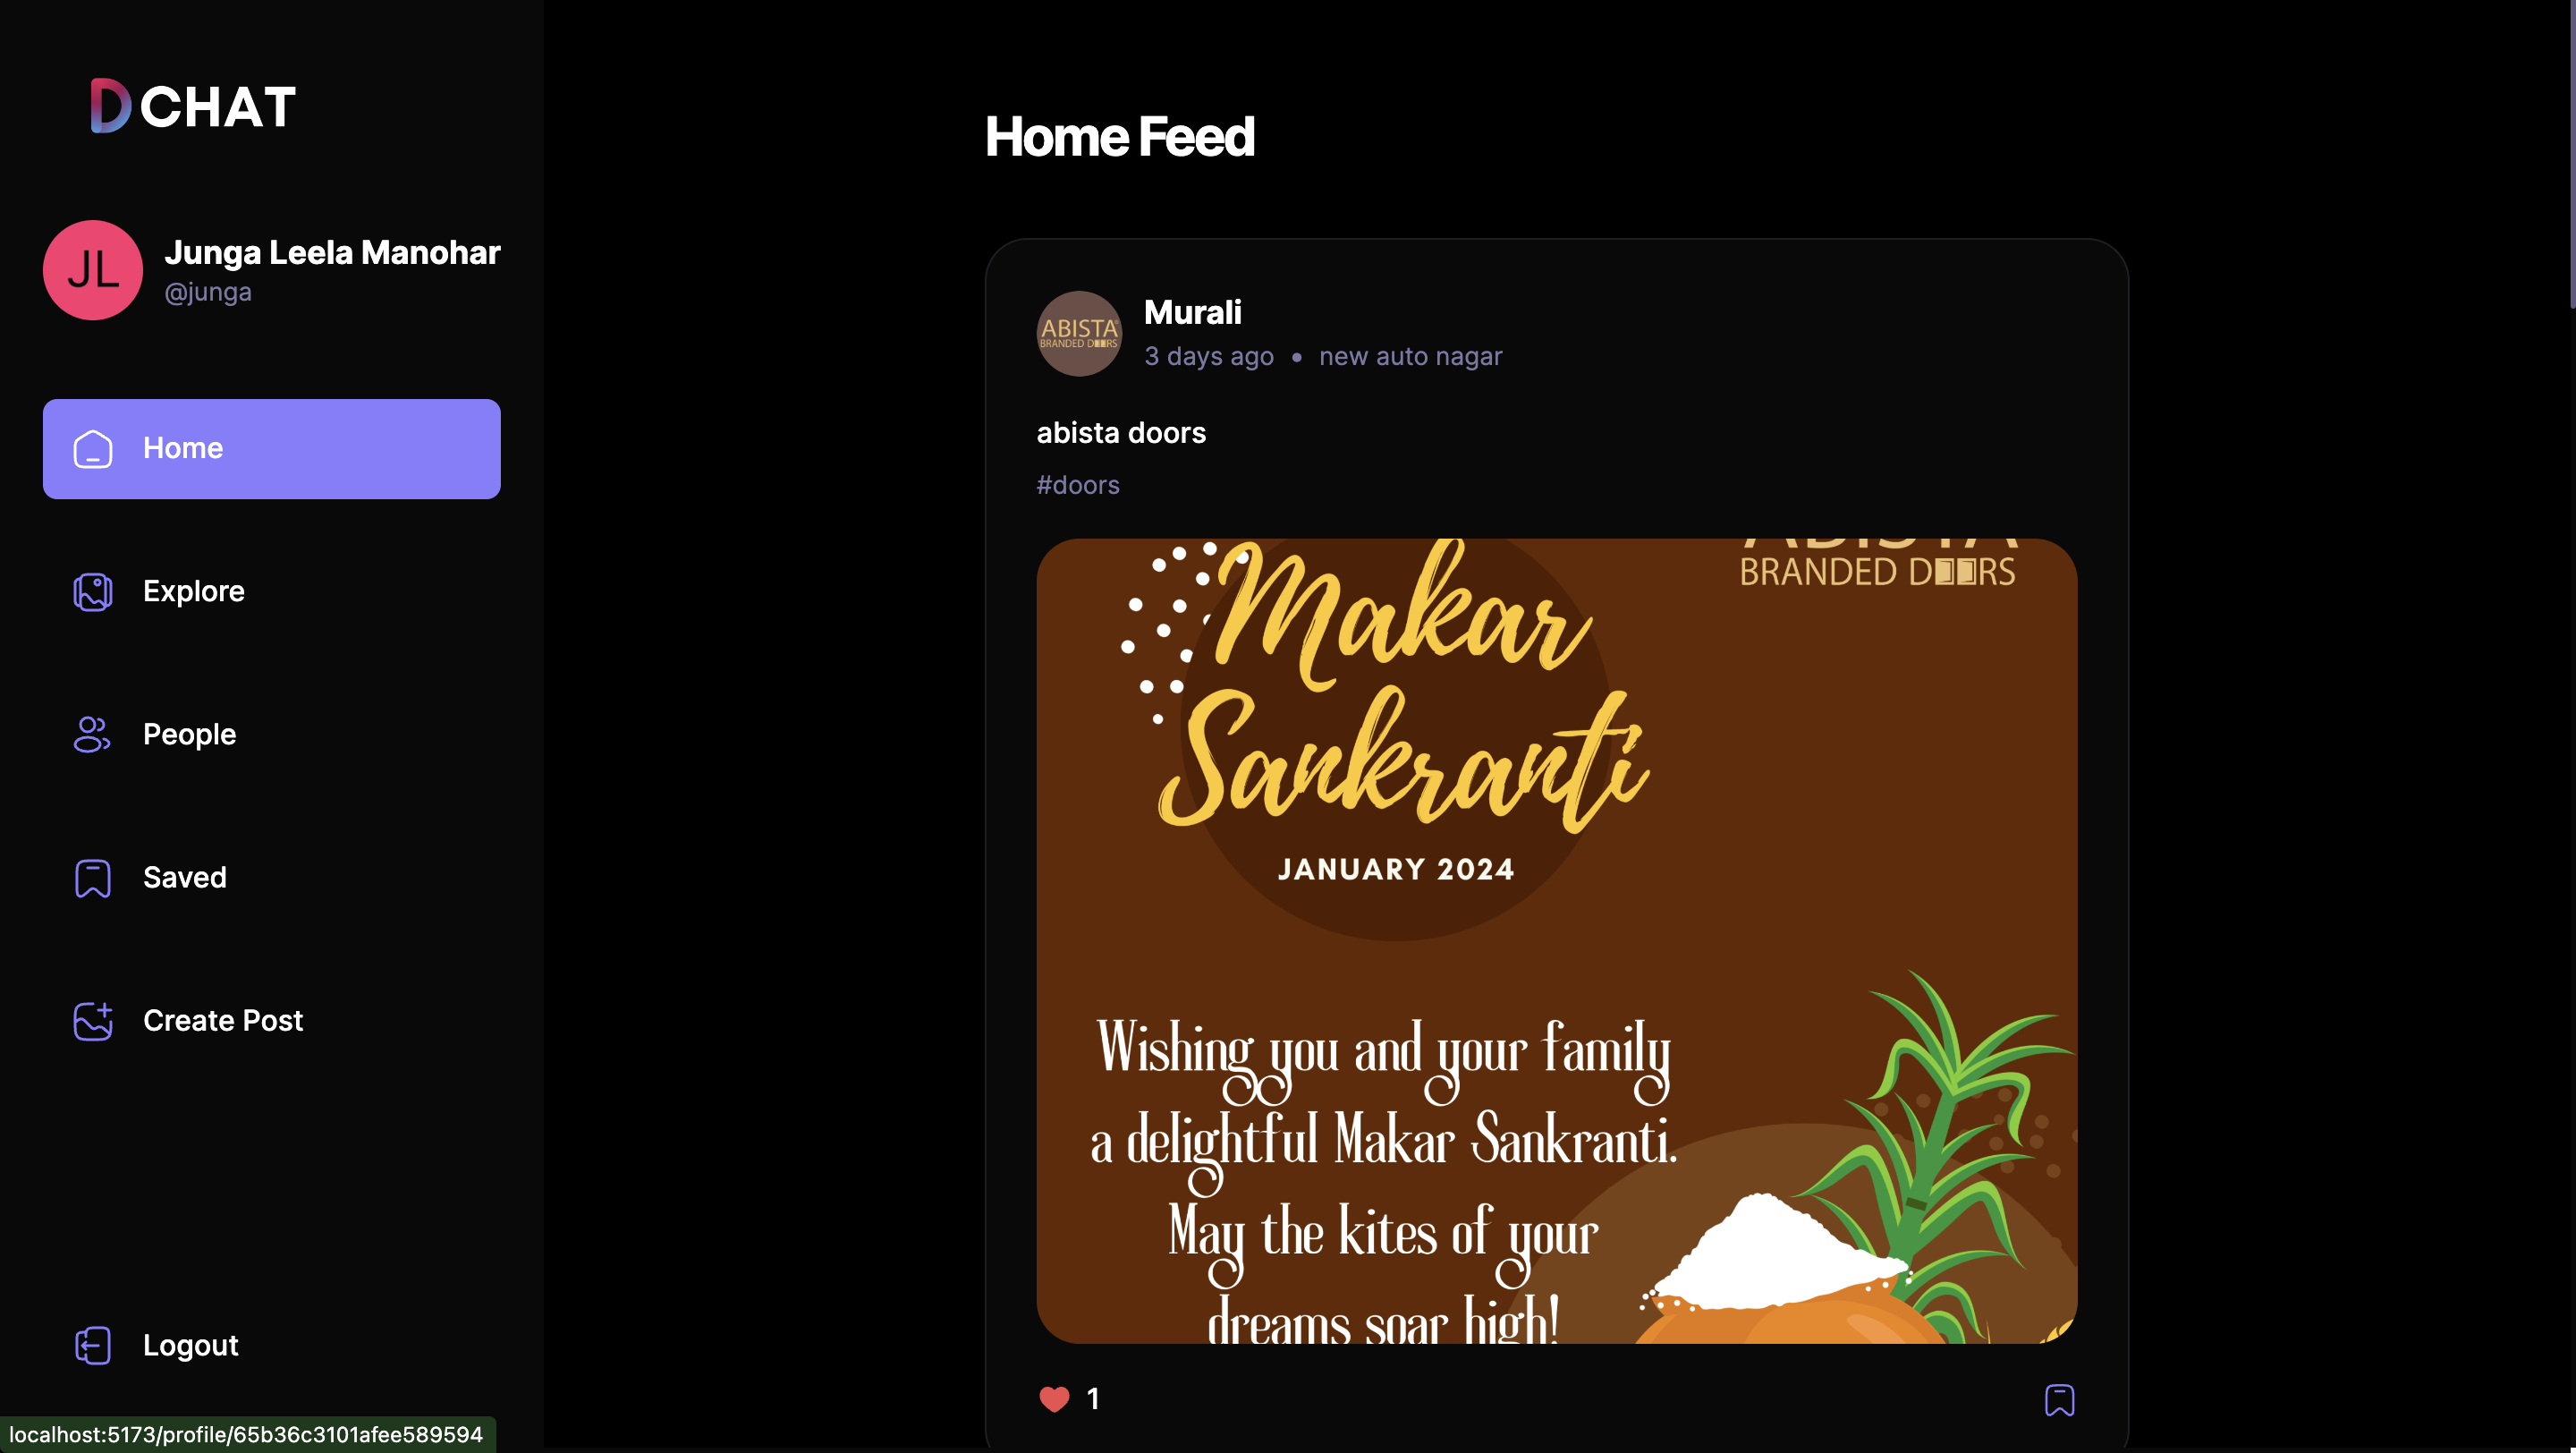 DCHAT
JL
Junga Leela Manohar
@junga
Home
Explore
People
Saved
Create Post
Logout
localhost:5173/profile/65b36c3101afee589594
Home Feed
ABISTA
BRANDED DOORS
Murali
3 days ago • new auto nagar
abista doors
#doors
ABISTA
BRANDED DOORS
Makar
Sankranti
JANUARY 2024
Wishing you and your family
a delightful Makar Sankranti.
May the kites of your
dreams soar high!
1